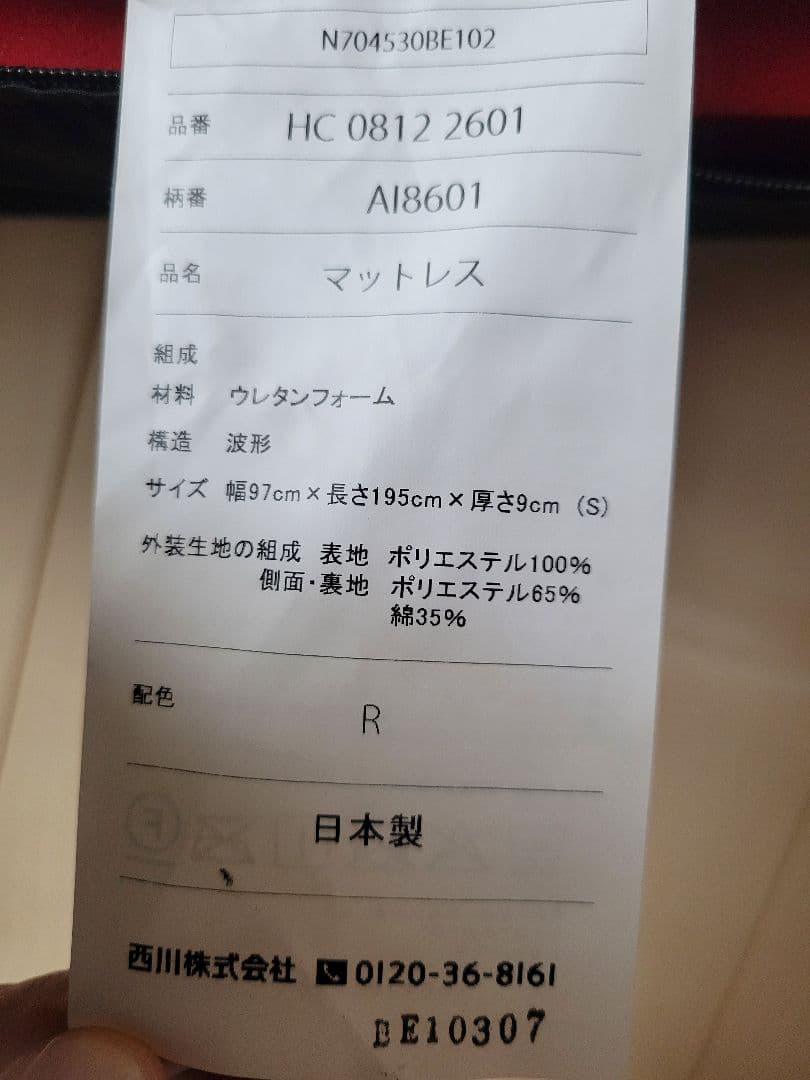 N704530BE102
品番 HC 0812 2601
柄番 AI8601
品名 マットレス
組成
材料 ウレタンフォーム
構造 波形
サイズ 幅97cm×長さ195cm×厚さ9cm (S)
外装生地の組成 表地 ポリエステル100%
側面・裏地 ポリエステル65%
綿35%
配色 R
日本製
西川株式会社 0120-36-8161
BE10307